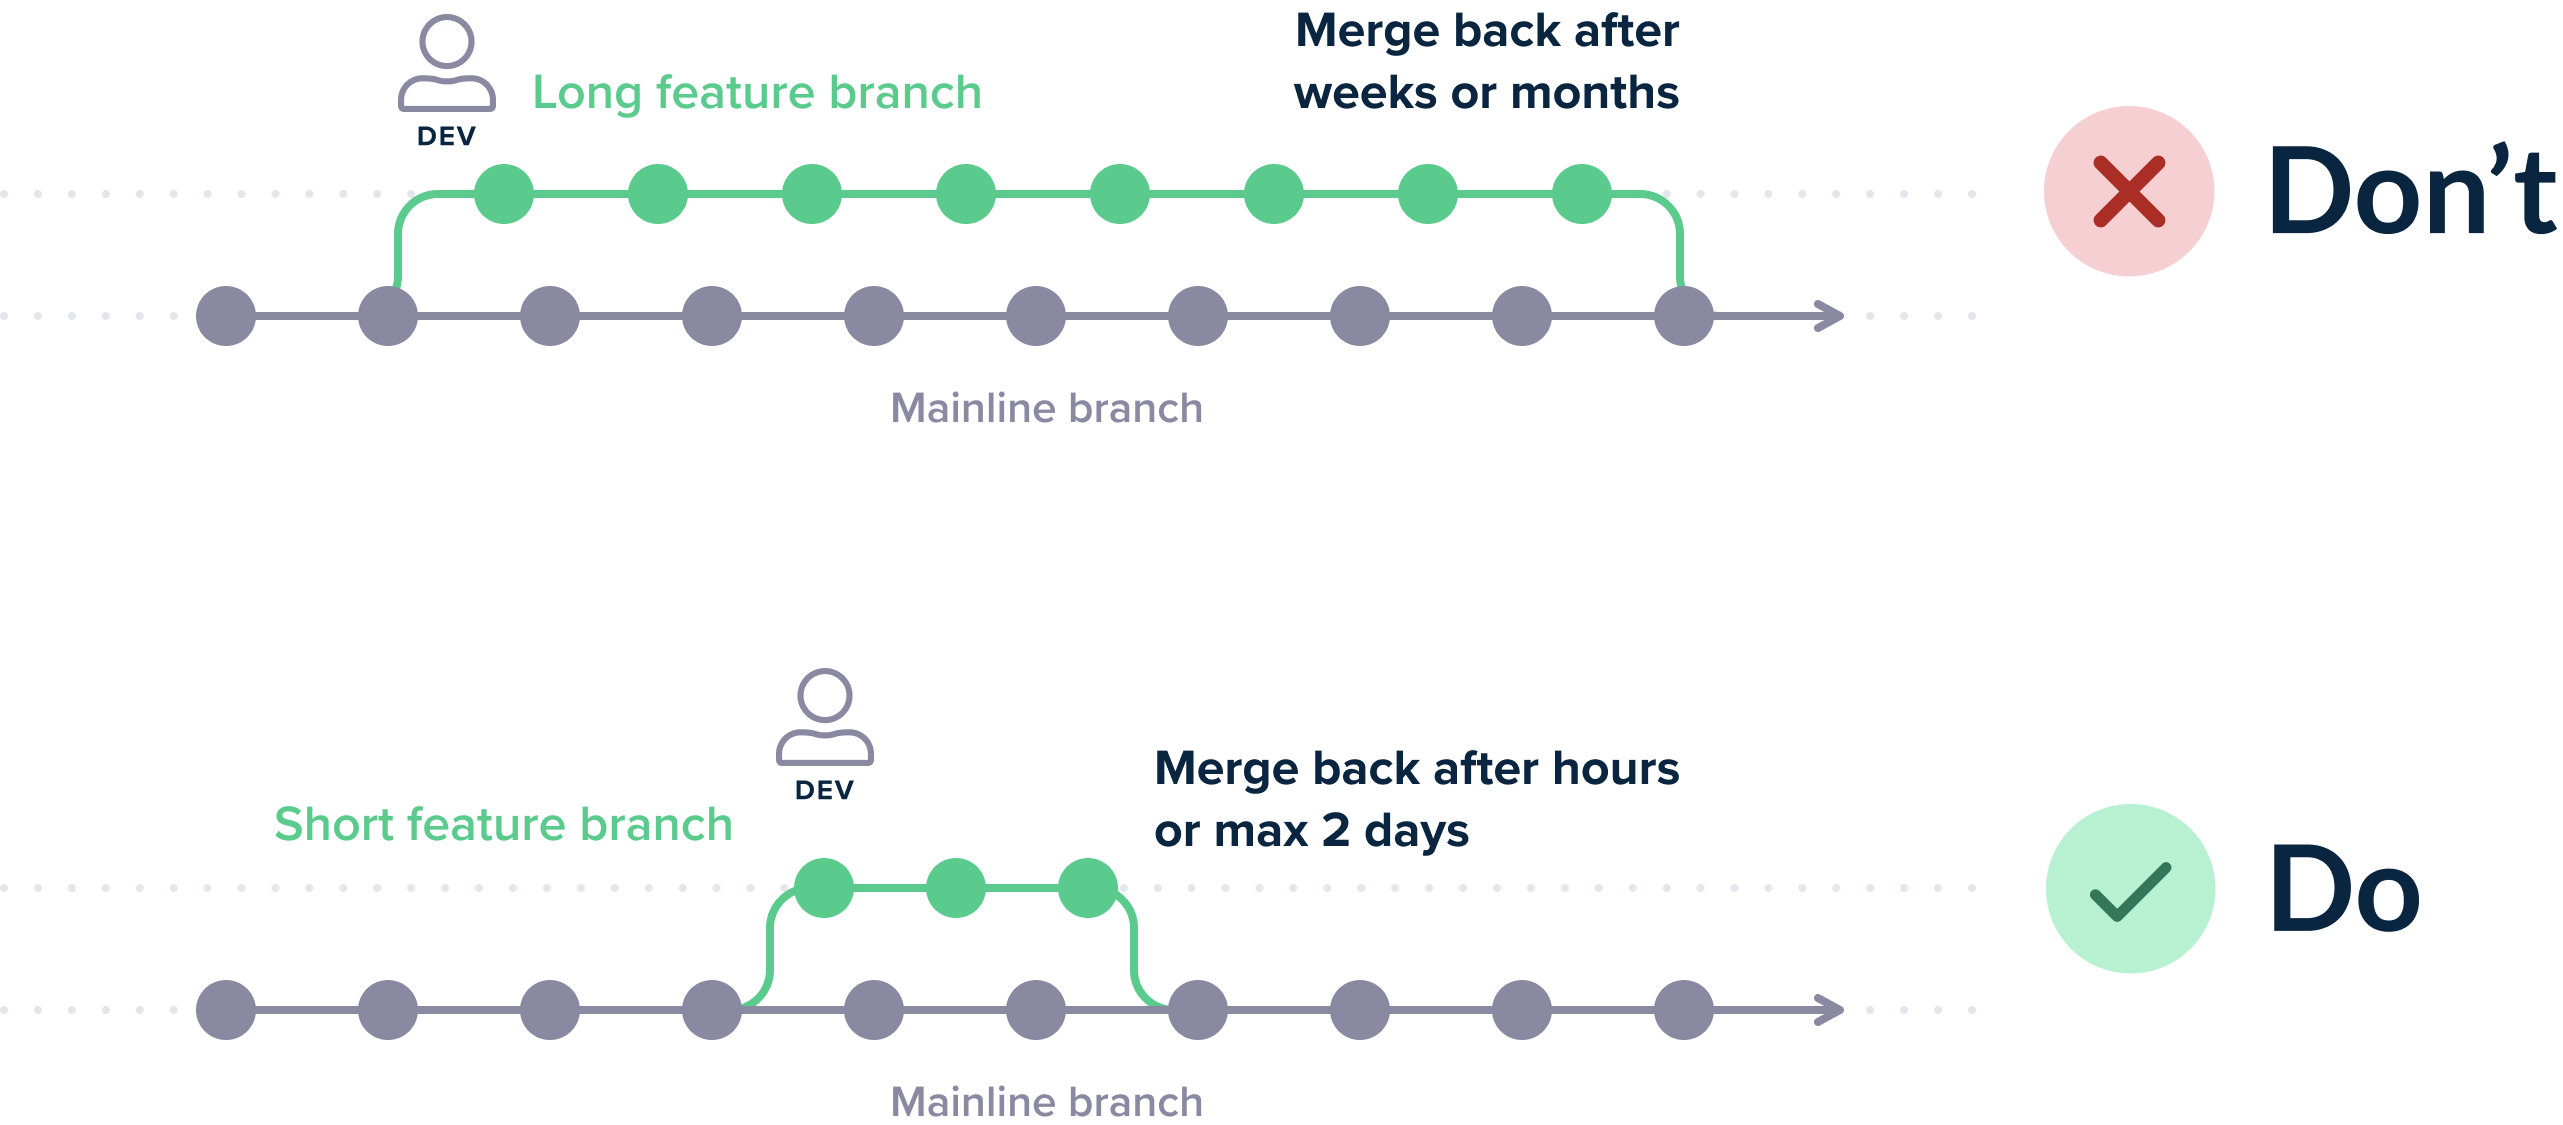 Merge back after
weeks or months
Long feature branch
DEV
Don’t
Mainline branch
DEV
Merge back after hours
or max 2 days
Short feature branch
Do
Mainline branch